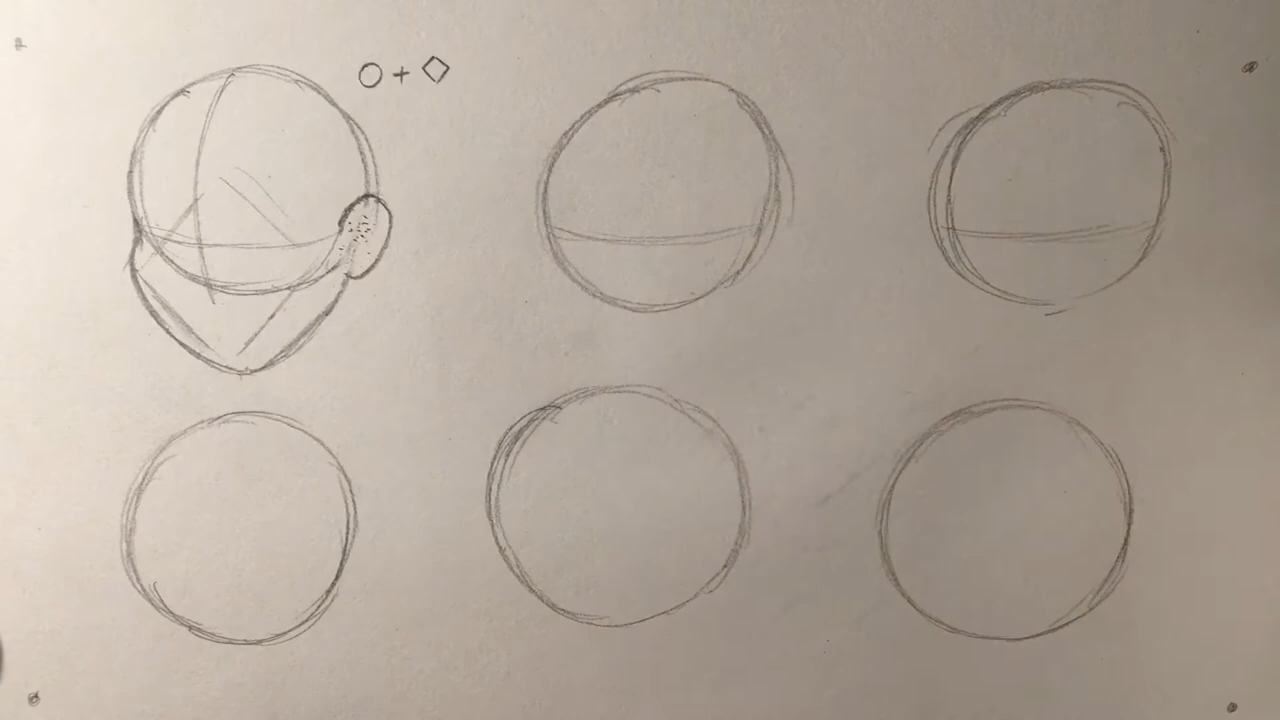 ○ + ◇